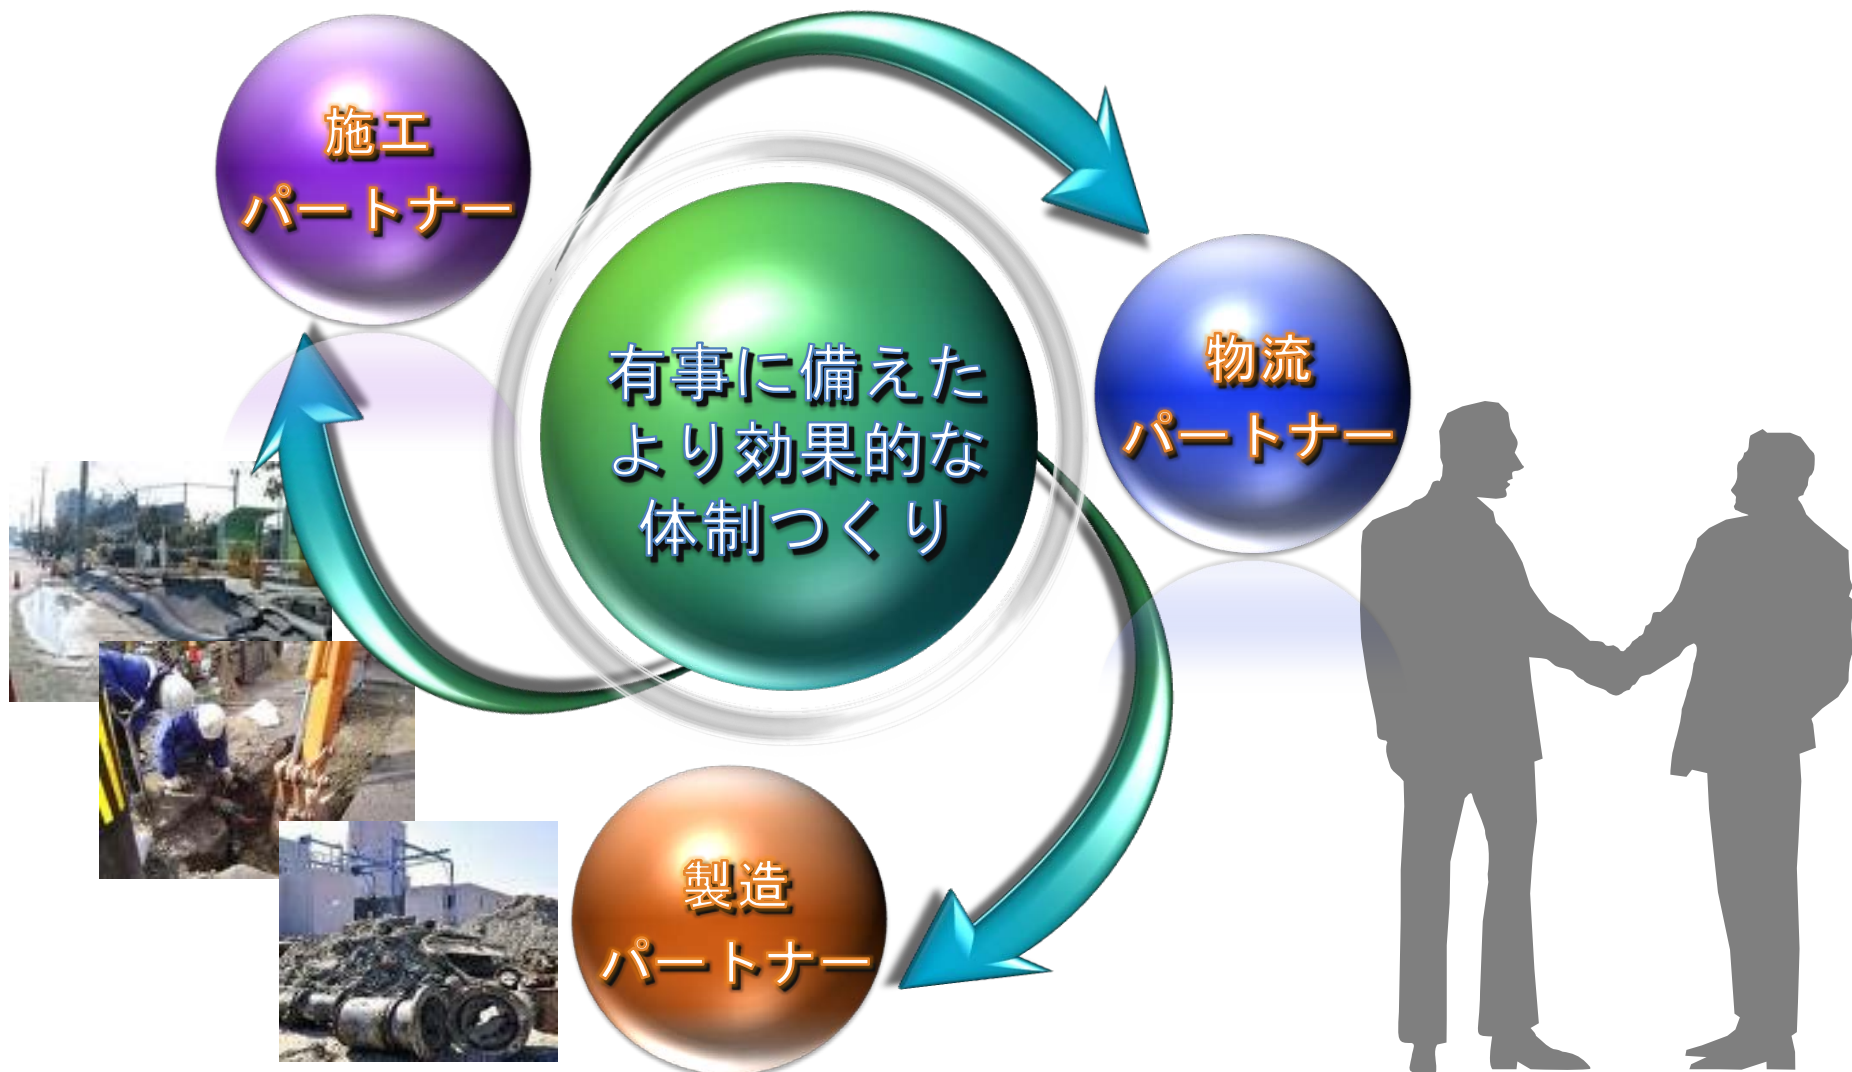 施工
パートナー
有事に備えた
より効果的な
体制つくり
物流
パートナー
製造
パートナー